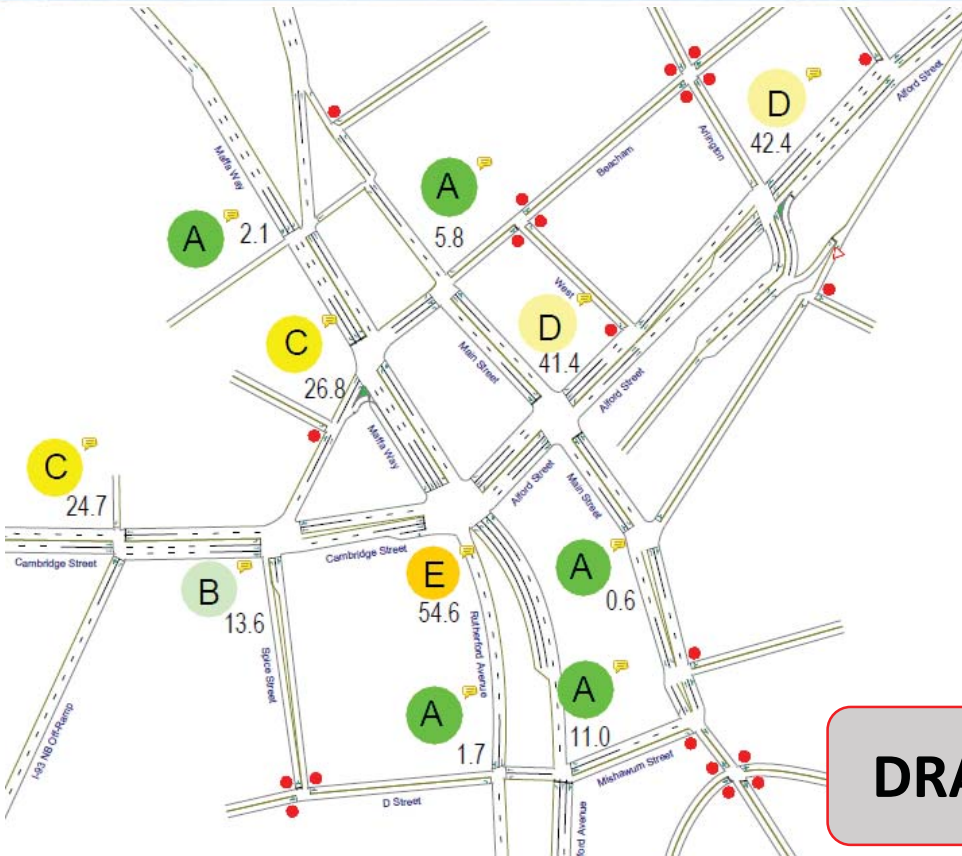 Alford Street
D
42.4
Maffa Way
Arlington
Beacham
A
5.8
A
2.1
West
D
41.4
C
26.8
Main Street
Alford Street
Maffa Way
C
24.7
Alford Street
Main Street
Cambridge Street
Cambridge Street
E
54.6
A
0.6
B
13.6
Rutherford Avenue
Spice Street
A
1.7
A
11.0
I-93 NB Off-Ramp
Mishawum Street
D Street
ford Avenue
DRA